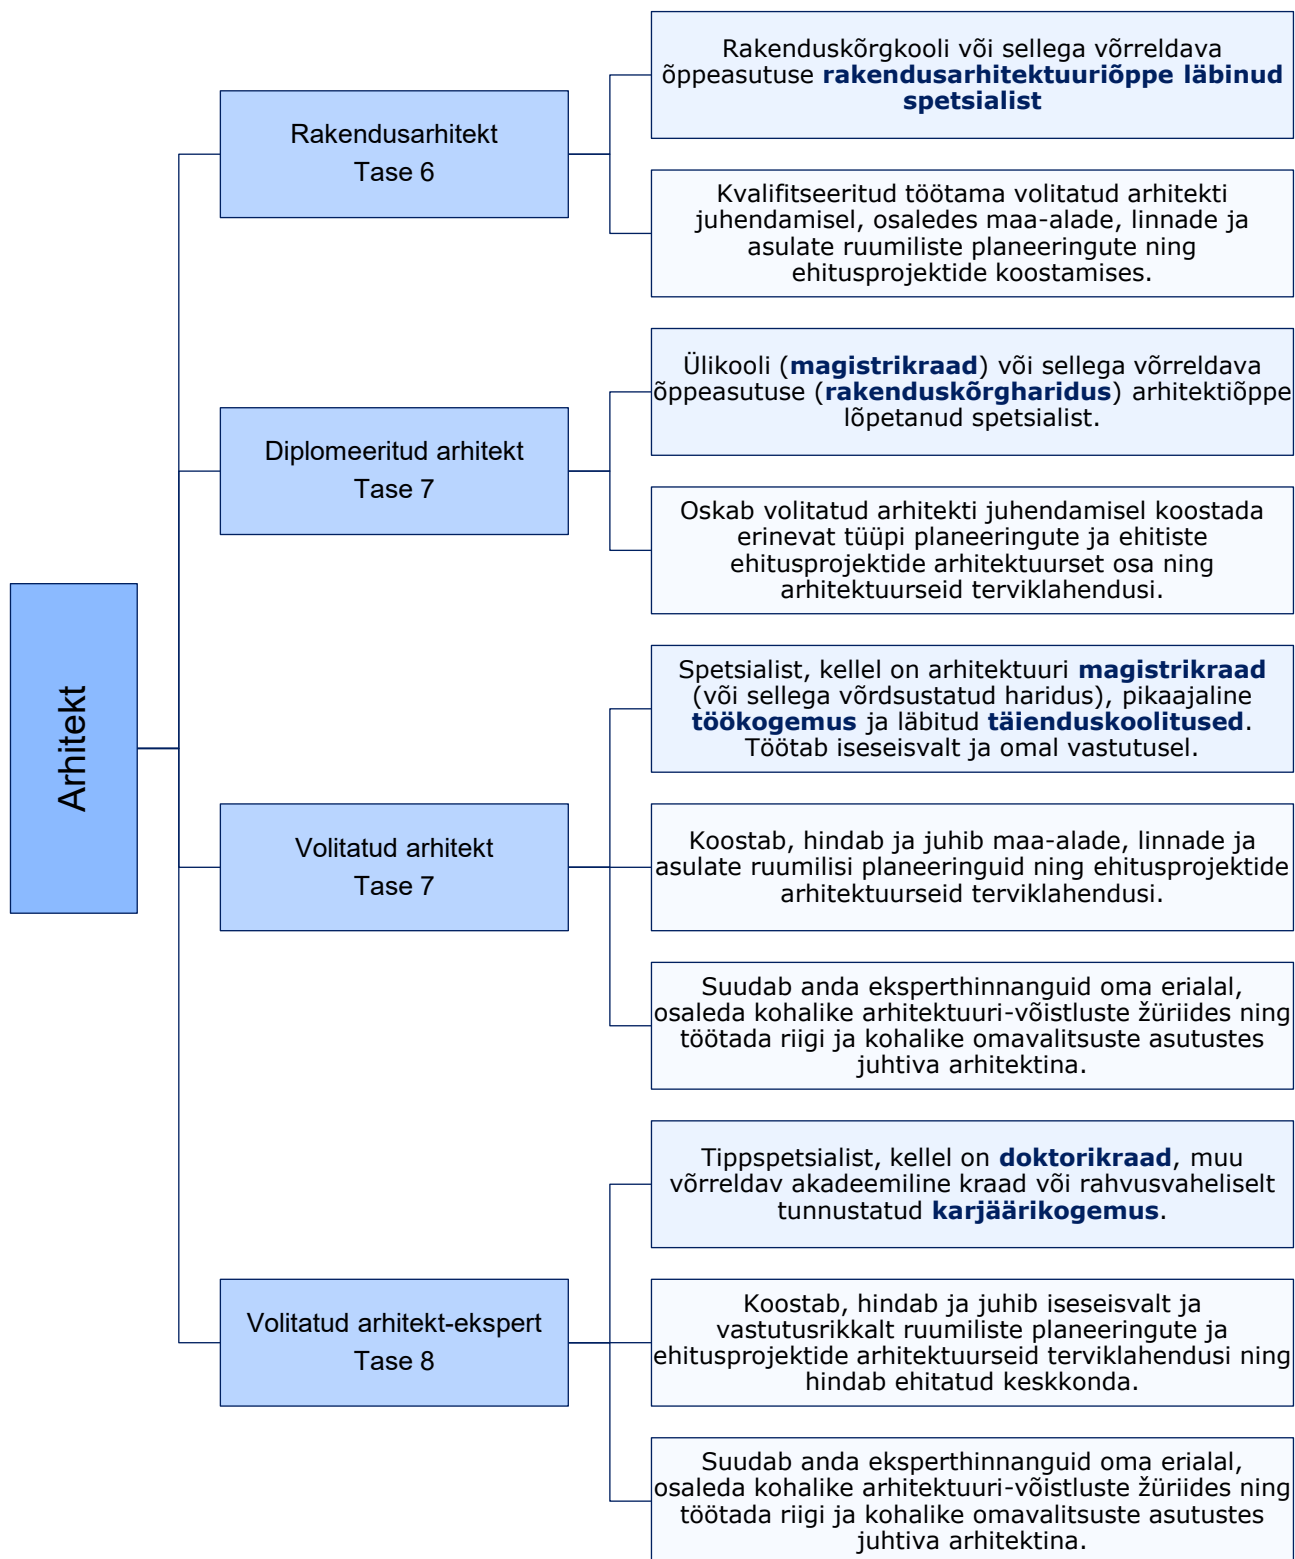 Arhitekt
Rakendusarhitekt
Tase 6
Rakenduskõrgkooli või sellega võrreldava
õppeasutuse rakendusarhitektuuriõppe läbinud
spetsialist
Kvalifitseeritud töötama volitatud arhitekti
juhendamisel, osaledes maa-alade, linnade ja
asulate ruumiliste planeeringute ning
ehitusprojektide koostamises.
Diplomeeritud arhitekt
Tase 7
Ülikooli (magistrikraad) või sellega võrreldava
õppeasutuse (rakenduskõrgharidus) arhitektiõppe
lõpetanud spetsialist.
Oskab volitatud arhitekti juhendamisel koostada
erinevat tüüpi planeeringute ja ehitiste
ehitusprojektide arhitektuurset osa ning
arhitektuurseid terviklahendusi.
Volitatud arhitekt
Tase 7
Spetsialist, kellel on arhitektuuri magistrikraad
(või sellega võrdsustatud haridus), pikaajaline
töökogemus ja läbitud täienduskoolitused.
Töötab iseseisvalt ja omal vastutusel.
Koostab, hindab ja juhib maa-alade, linnade ja
asulate ruumilisi planeeringuid ning ehitusprojektide
arhitektuurseid terviklahendusi.
Suudab anda eksperthinnanguid oma erialal,
osaleda kohalike arhitektuuri-võistluste žüriides ning
töötada riigi ja kohalike omavalitsuste asutustes
juhtiva arhitektina.
Volitatud arhitekt-ekspert
Tase 8
Tippspetsialist, kellel on doktorikraad, muu
võrreldav akadeemiline kraad või rahvusvaheliselt
tunnustatud karjäärikogemus.
Koostab, hindab ja juhib iseseisvalt ja
vastutusrikkalt ruumiliste planeeringute ja
ehitusprojektide arhitektuurseid terviklahendusi ning
hindab ehitatud keskkonda.
Suudab anda eksperthinnanguid oma erialal,
osaleda kohalike arhitektuuri-võistluste žüriides ning
töötada riigi ja kohalike omavalitsuste asutustes
juhtiva arhitektina.